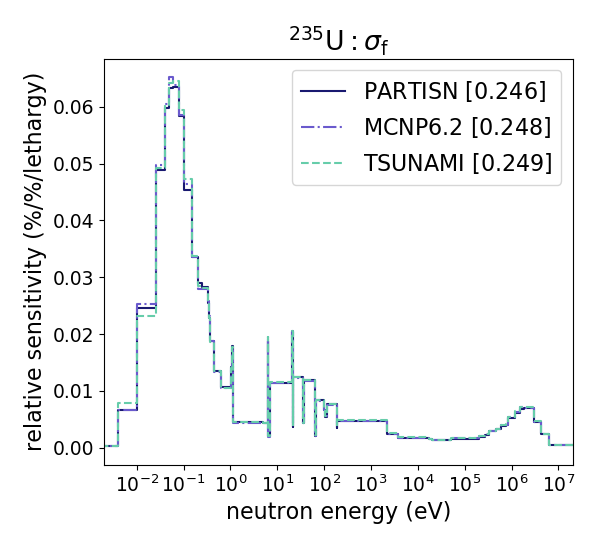 ²³⁵U : σ_f
PARTISN [0.246]
MCNP6.2 [0.248]
TSUNAMI [0.249]
relative sensitivity (%/%/lethargy)
0.06
0.05
0.04
0.03
0.02
0.01
0.00
10⁻² 10⁻¹ 10⁰ 10¹ 10² 10³ 10⁴ 10⁵ 10⁶ 10⁷
neutron energy (eV)